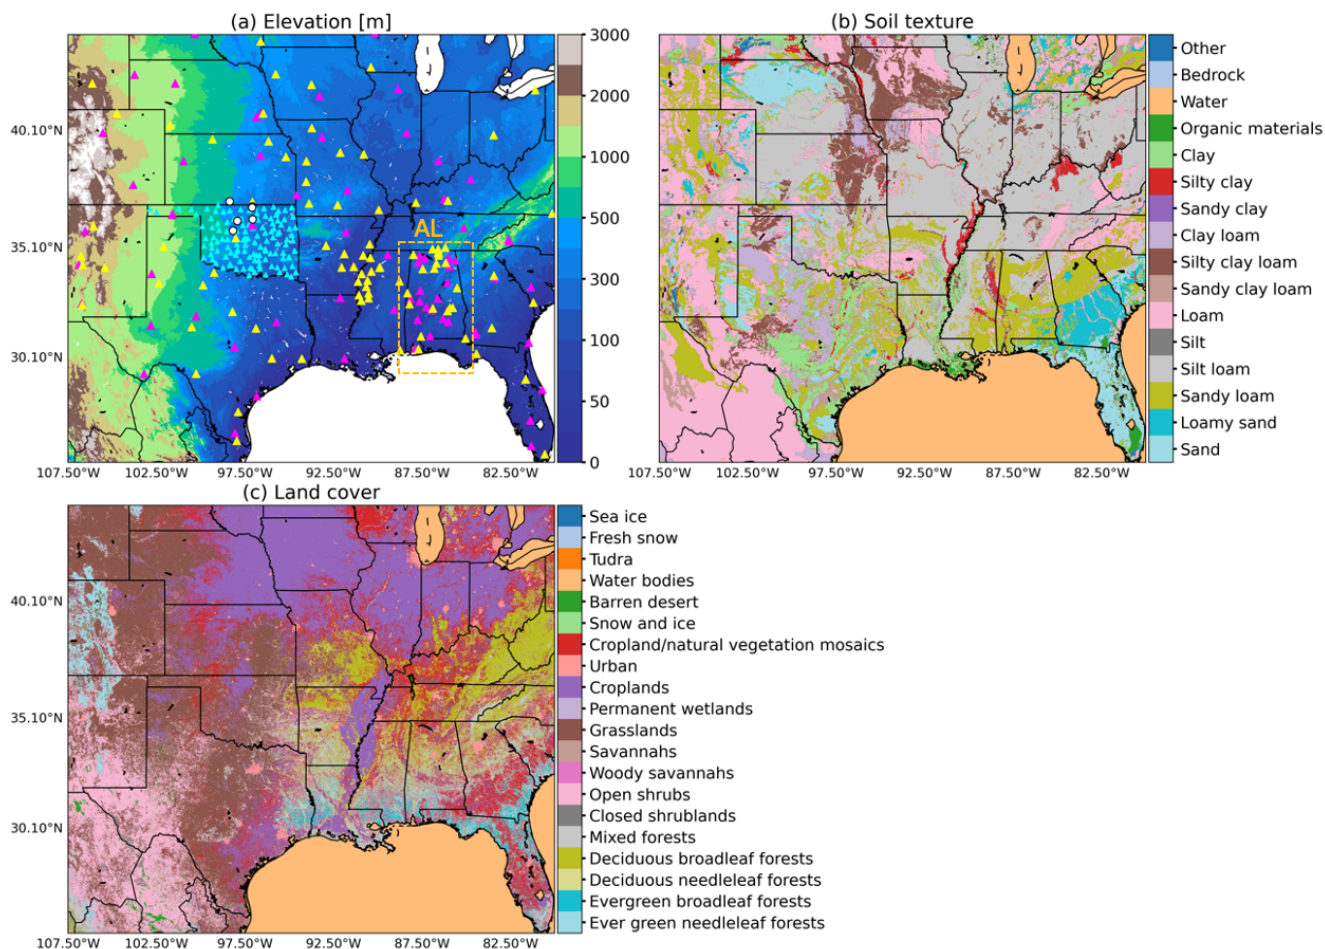 (a) Elevation [m]
3000
2000
1000
500
300
100
50
0
40.10°N
35.10°N
30.10°N
AL
107.50°W 102.50°W 97.50°W 92.50°W 87.50°W 82.50°W
(b) Soil texture
Other
Bedrock
Water
Organic materials
Clay
Silty clay
Sandy clay
Clay loam
Silty clay loam
Sandy clay loam
Loam
Silt
Silt loam
Sandy loam
Loamy sand
Sand
107.50°W 102.50°W 97.50°W 92.50°W 87.50°W 82.50°W
(c) Land cover
Sea ice
Fresh snow
Tudra
Water bodies
Barren desert
Snow and ice
Cropland/natural vegetation mosaics
Urban
Croplands
Permanent wetlands
Grasslands
Savannahs
Woody savannahs
Open shrubs
Closed shrublands
Mixed forests
Deciduous broadleaf forests
Deciduous needleleaf forests
Evergreen broadleaf forests
Ever green needleleaf forests
40.10°N
35.10°N
30.10°N
107.50°W 102.50°W 97.50°W 92.50°W 87.50°W 82.50°W